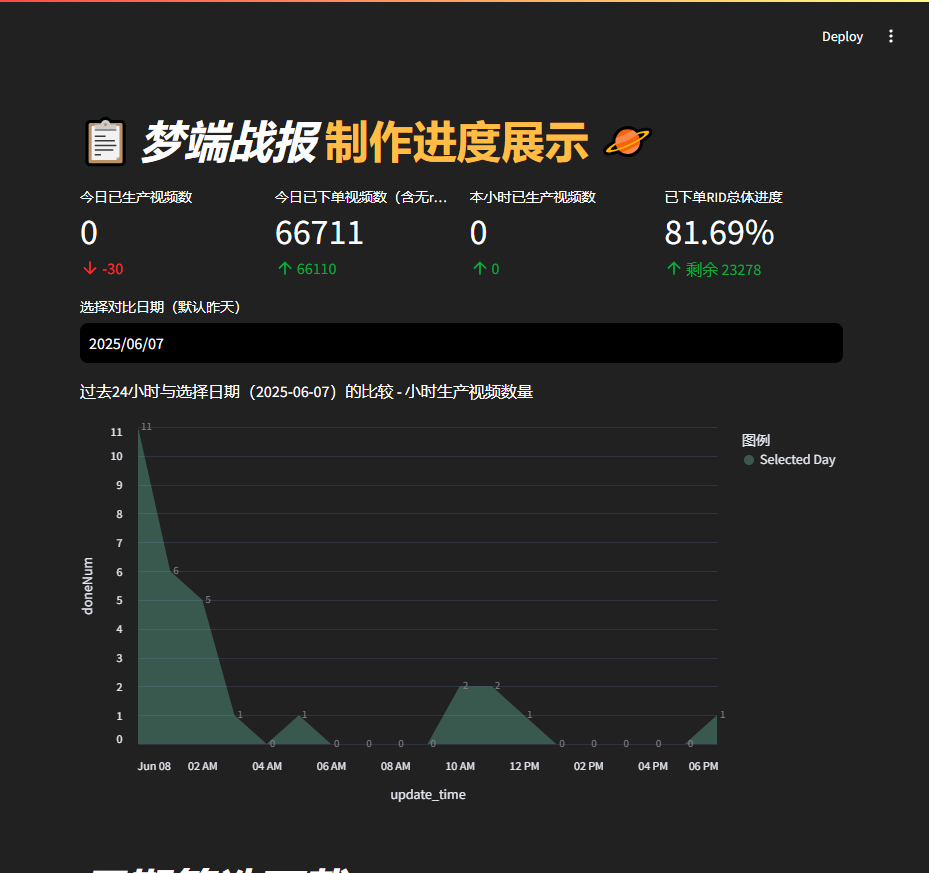 Deploy
梦端战报 制作进度展示
今日已生产视频数
0
-30
今日已下单视频数（含无r...
66711
66110
本小时已生产视频数
0
0
已下单RID总体进度
81.69%
剩余 23278
选择对比日期（默认昨天）
2025/06/07
过去24小时与选择日期（2025-06-07）的比较 - 小时生产视频数量
11
10
9
8
7
6
5
4
3
2
1
0
doneNum
11
6
5
1
0
1
0
0
0
0
2
2
1
0
0
0
0
0
1
Jun 08 02 AM 04 AM 06 AM 08 AM 10 AM 12 PM 02 PM 04 PM 06 PM
update_time
图例
Selected Day